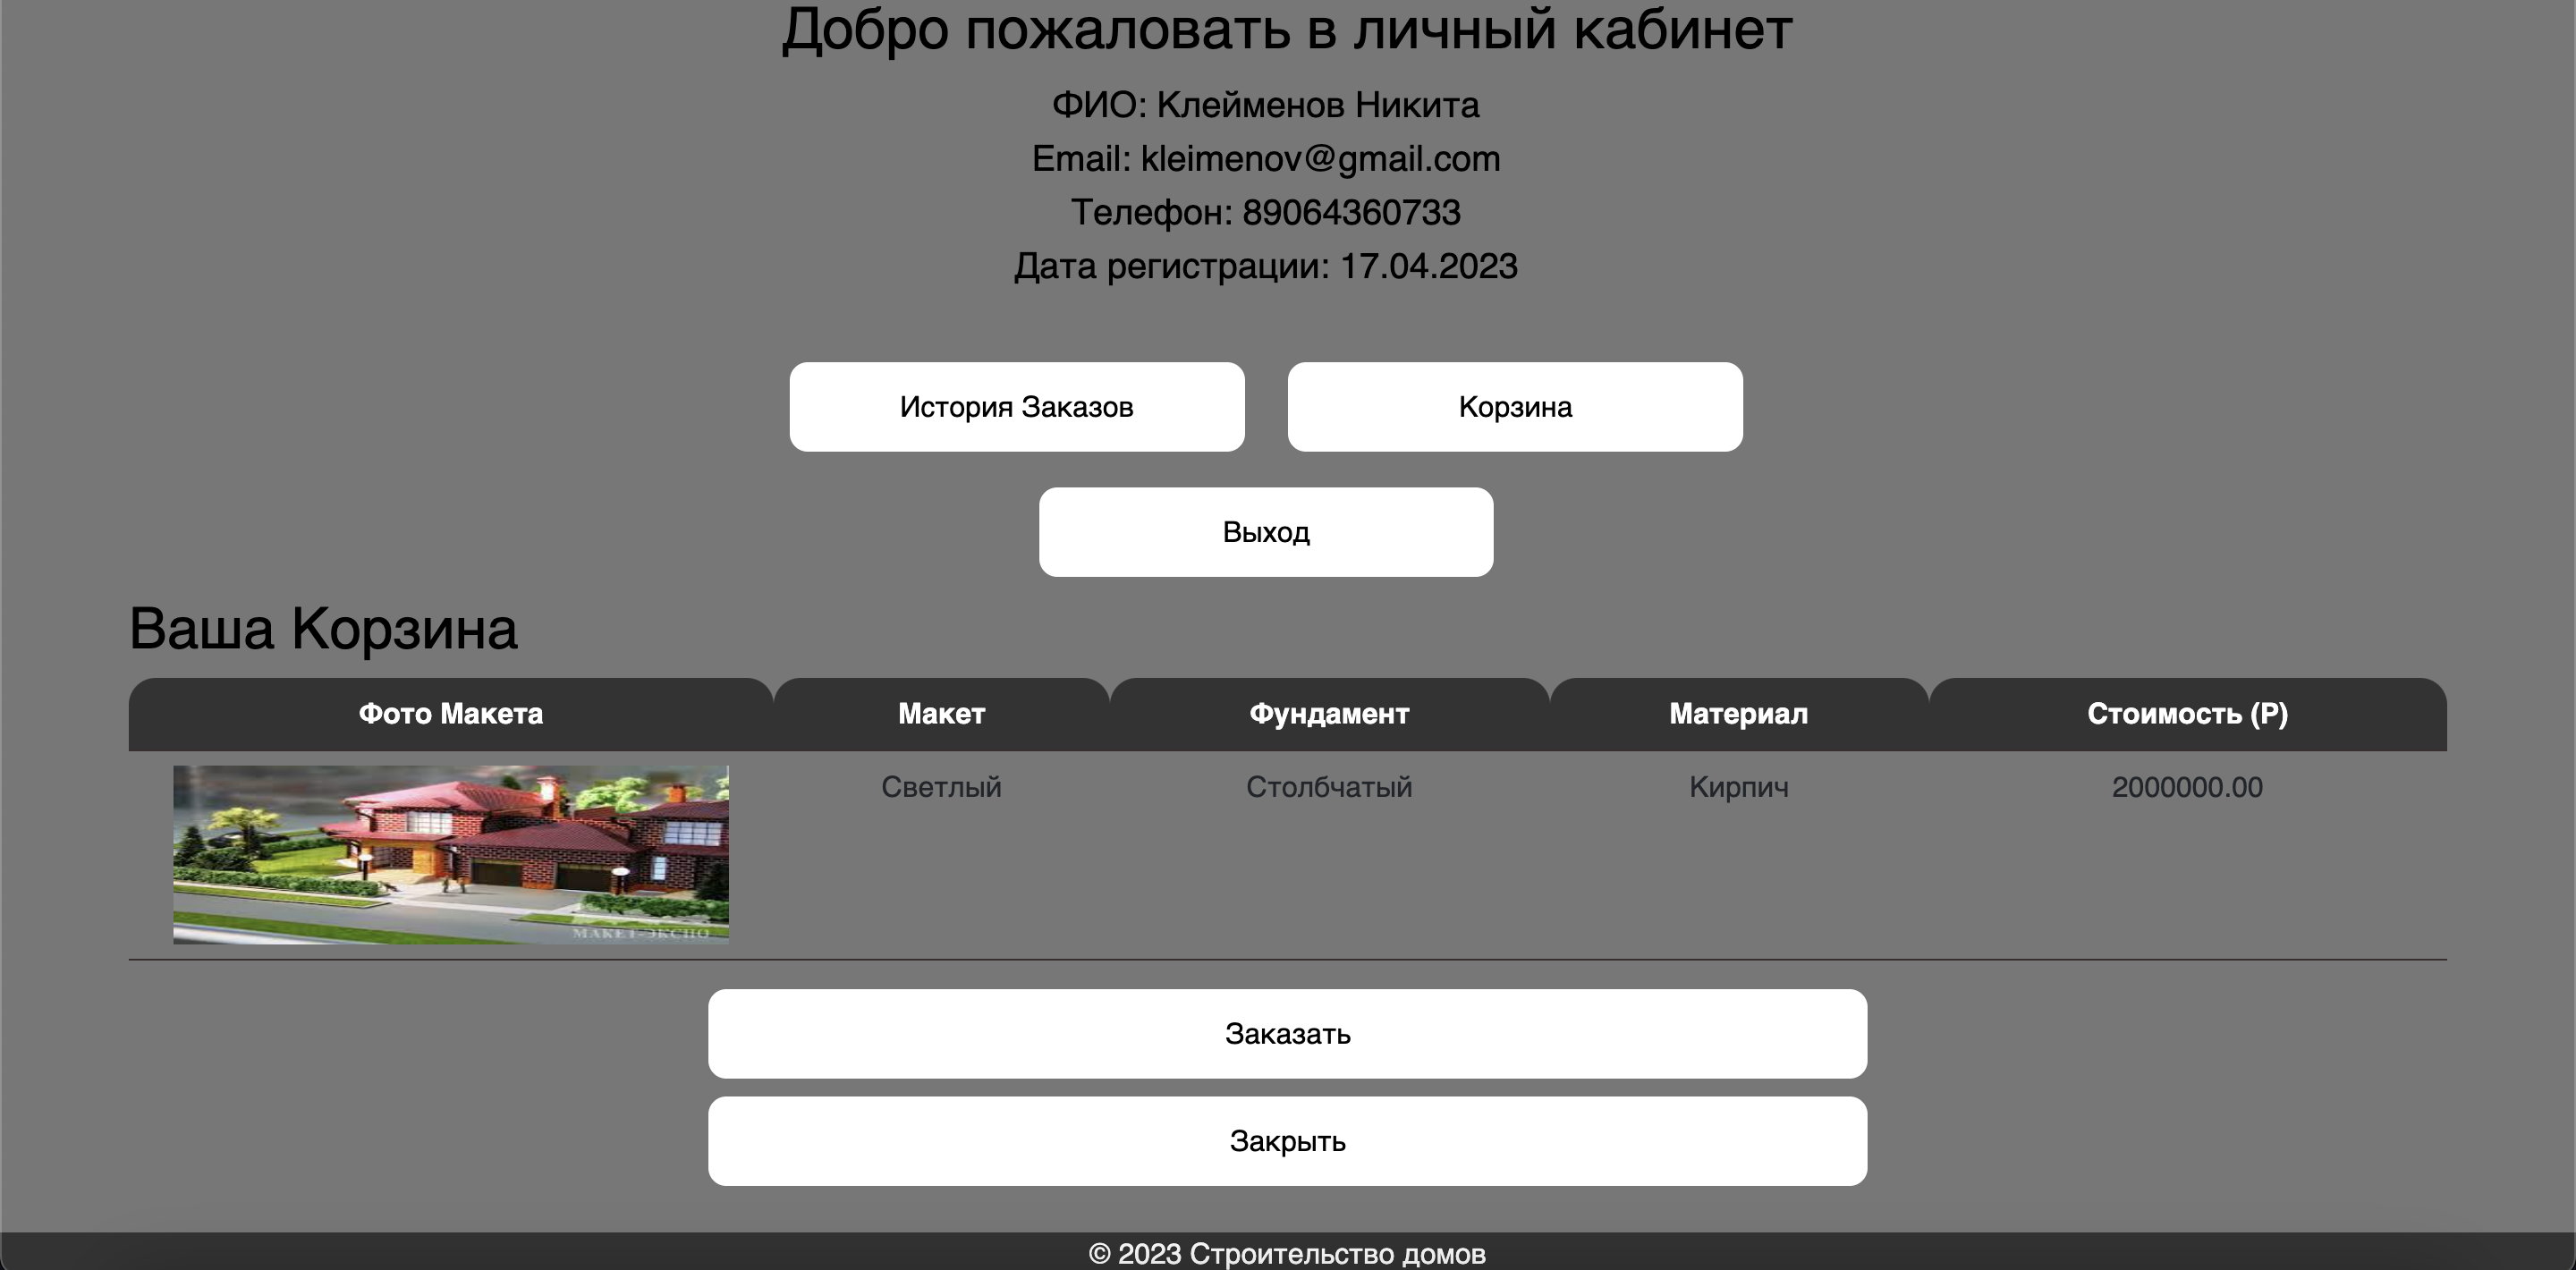 Добро пожаловать в личный кабинет
ФИО: Клейменов Никита
Email: kleimenov@gmail.com
Телефон: 89064360733
Дата регистрации: 17.04.2023
История Заказов
Корзина
Выход
Ваша Корзина
Фото Макета Макет Фундамент Материал Стоимость (Р)
Светлый Столбчатый Кирпич 2000000.00
МАКЕТ-ЭКСПО
Заказать
Закрыть
© 2023 Строительство домов